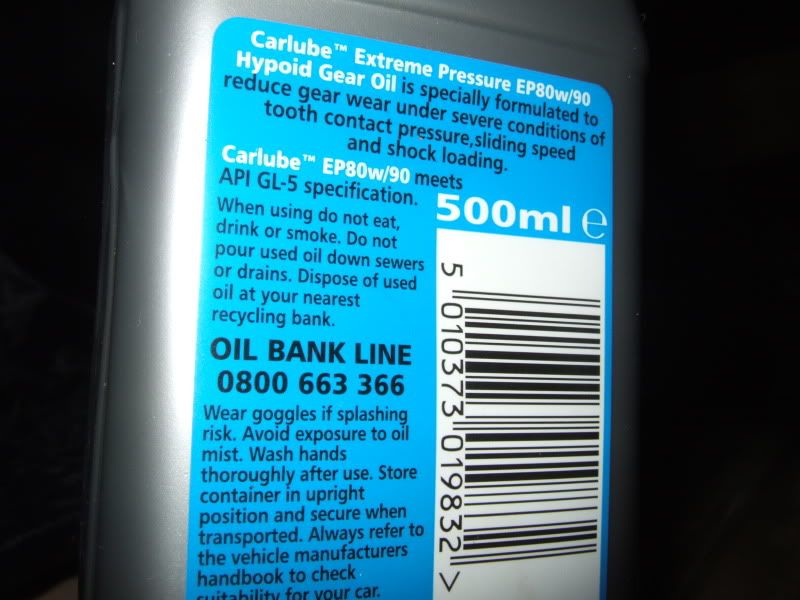 Carlube™ Extreme Pressure EP80w/90
Hypoid Gear Oil is specially formulated to
reduce gear wear under severe conditions of
tooth contact pressure,sliding speed
and shock loading.
Carlube™ EP80w/90 meets
API GL-5 specification.
When using do not eat,
drink or smoke. Do not
pour used oil down sewers
or drains. Dispose of used
oil at your nearest
recycling bank.
OIL BANK LINE
0800 663 366
Wear goggles if splashing
risk. Avoid exposure to oil
mist. Wash hands
thoroughly after use. Store
container in upright
position and secure when
transported. Always refer to
the vehicle manufacturers
handbook to check
suitability for your car.
500ml e
5 010373 019832 >